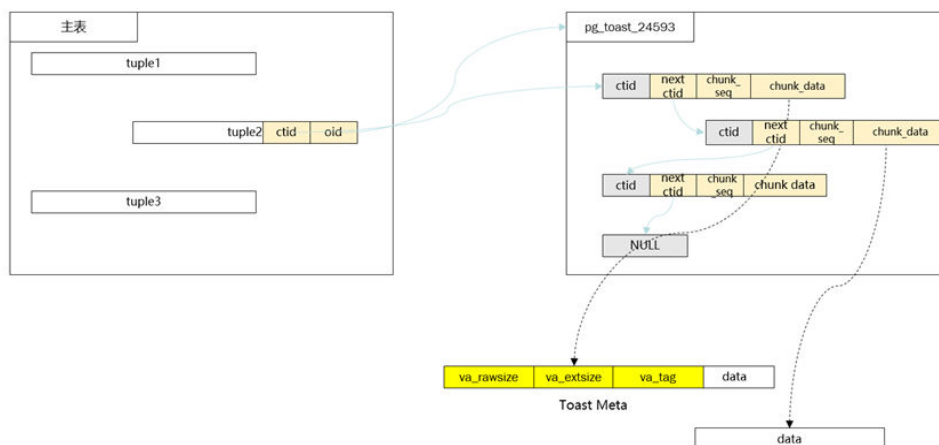 主表
pg_toast_24593
tuple1
ctid
next
ctid
chunk_
seq
chunk_data
tuple2
ctid
oid
ctid
next
ctid
chunk_
seq
chunk_data
ctid
next
ctid
chunk
_seq
chunk data
tuple3
NULL
va_rawsize
va_extsize
va_tag
data
Toast Meta
data